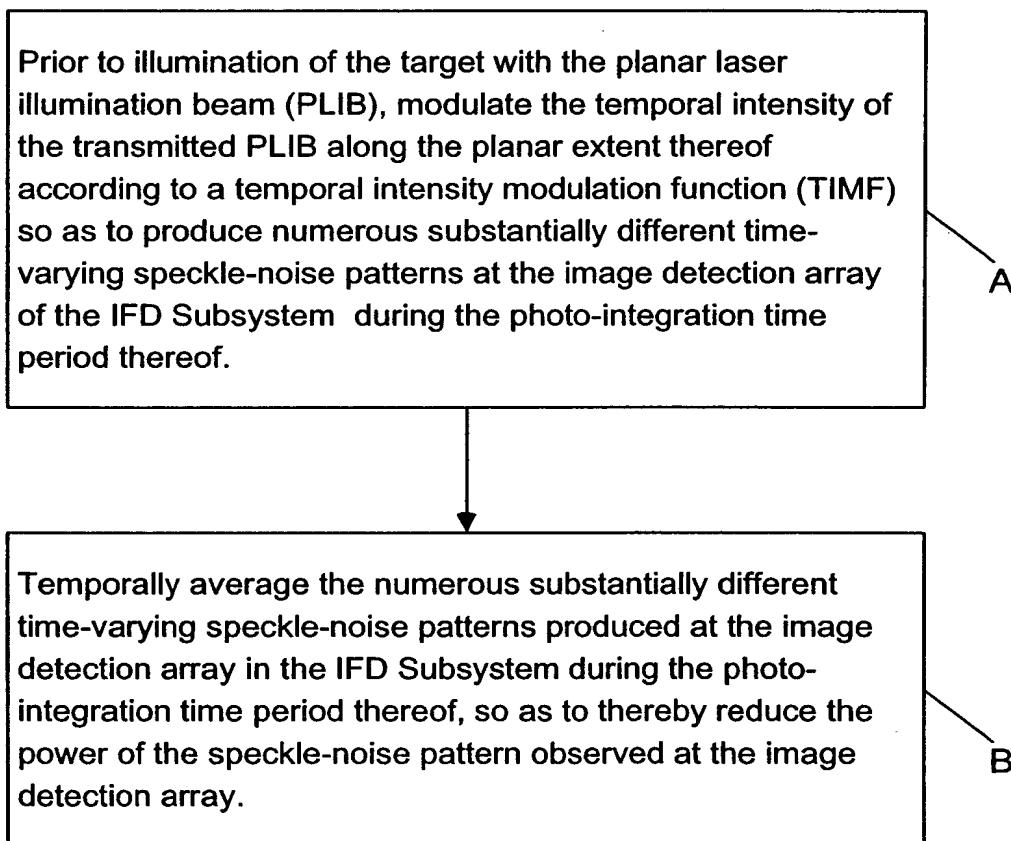 Prior to illumination of the target with the planar laser
illumination beam (PLIB), modulate the temporal intensity of
the transmitted PLIB along the planar extent thereof
according to a temporal intensity modulation function (TIMF)
so as to produce numerous substantially different time-
varying speckle-noise patterns at the image detection array
of the IFD Subsystem during the photo-integration time
period thereof.
A
Temporally average the numerous substantially different
time-varying speckle-noise patterns produced at the image
detection array in the IFD Subsystem during the photo-
integration time period thereof, so as to thereby reduce the
power of the speckle-noise pattern observed at the image
detection array.
B